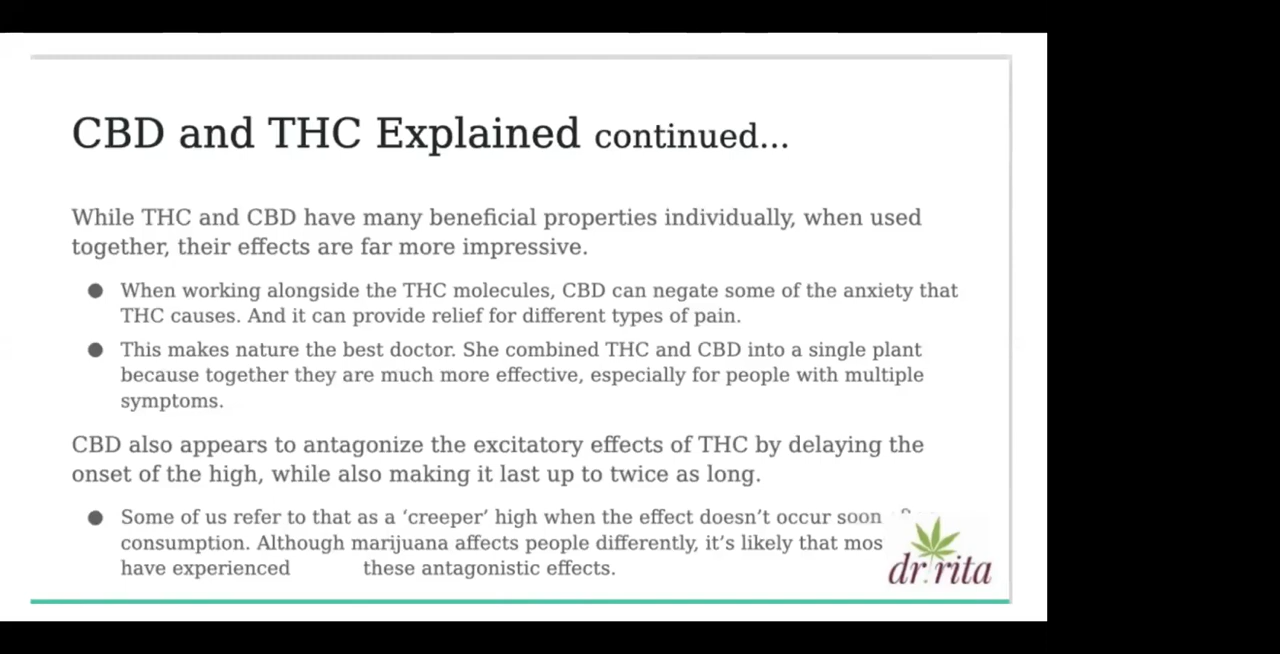 CBD and THC Explained continued...
While THC and CBD have many beneficial properties individually, when used
together, their effects are far more impressive.
● When working alongside the THC molecules, CBD can negate some of the anxiety that
THC causes. And it can provide relief for different types of pain.
● This makes nature the best doctor. She combined THC and CBD into a single plant
because together they are much more effective, especially for people with multiple
symptoms.
CBD also appears to antagonize the excitatory effects of THC by delaying the
onset of the high, while also making it last up to twice as long.
● Some of us refer to that as a ‘creeper’ high when the effect doesn’t occur soon
consumption. Although marijuana affects people differently, it’s likely that mos
have experienced these antagonistic effects.
dr. rita